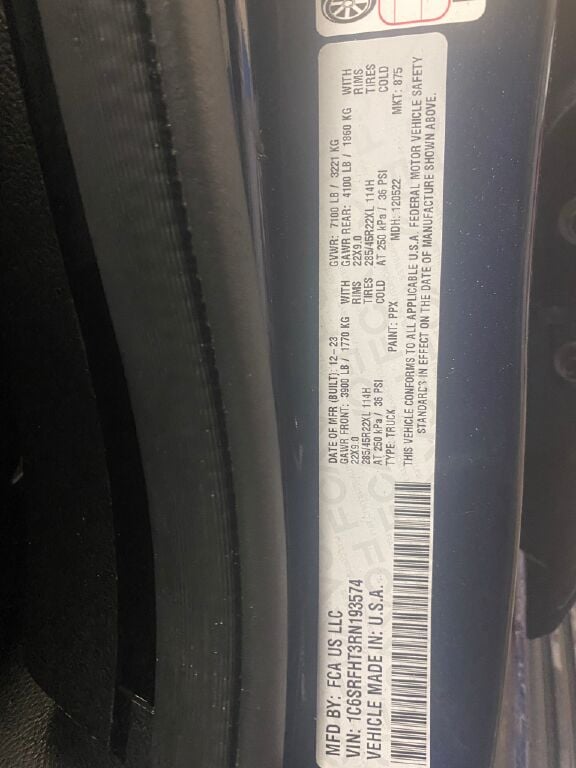 MFD BY: FCA US LLC
VIN: 1C6SRFHT3RN193574
VEHICLE MADE IN: U.S.A.
DATE OF MFR (BUILT): 12-23
GAWR FRONT: 3900 LB / 1770 KG WITH
22X9.0 RIMS
285/45R22XL 114H TIRES
AT 250 kPa / 36 PSI COLD
TYPE: TRUCK PAINT: PPX
GVWR: 7100 LB / 3221 KG
GAWR REAR: 4100 LB / 1860 KG WITH
22X9.0 RIMS
285/45R22XL 114H TIRES
AT 250 kPa / 36 PSI COLD
MDH: 120522 MKT: 875
THIS VEHICLE CONFORMS TO ALL APPLICABLE U.S.A. FEDERAL MOTOR VEHICLE SAFETY
STANDARDS IN EFFECT ON THE DATE OF MANUFACTURE SHOWN ABOVE.